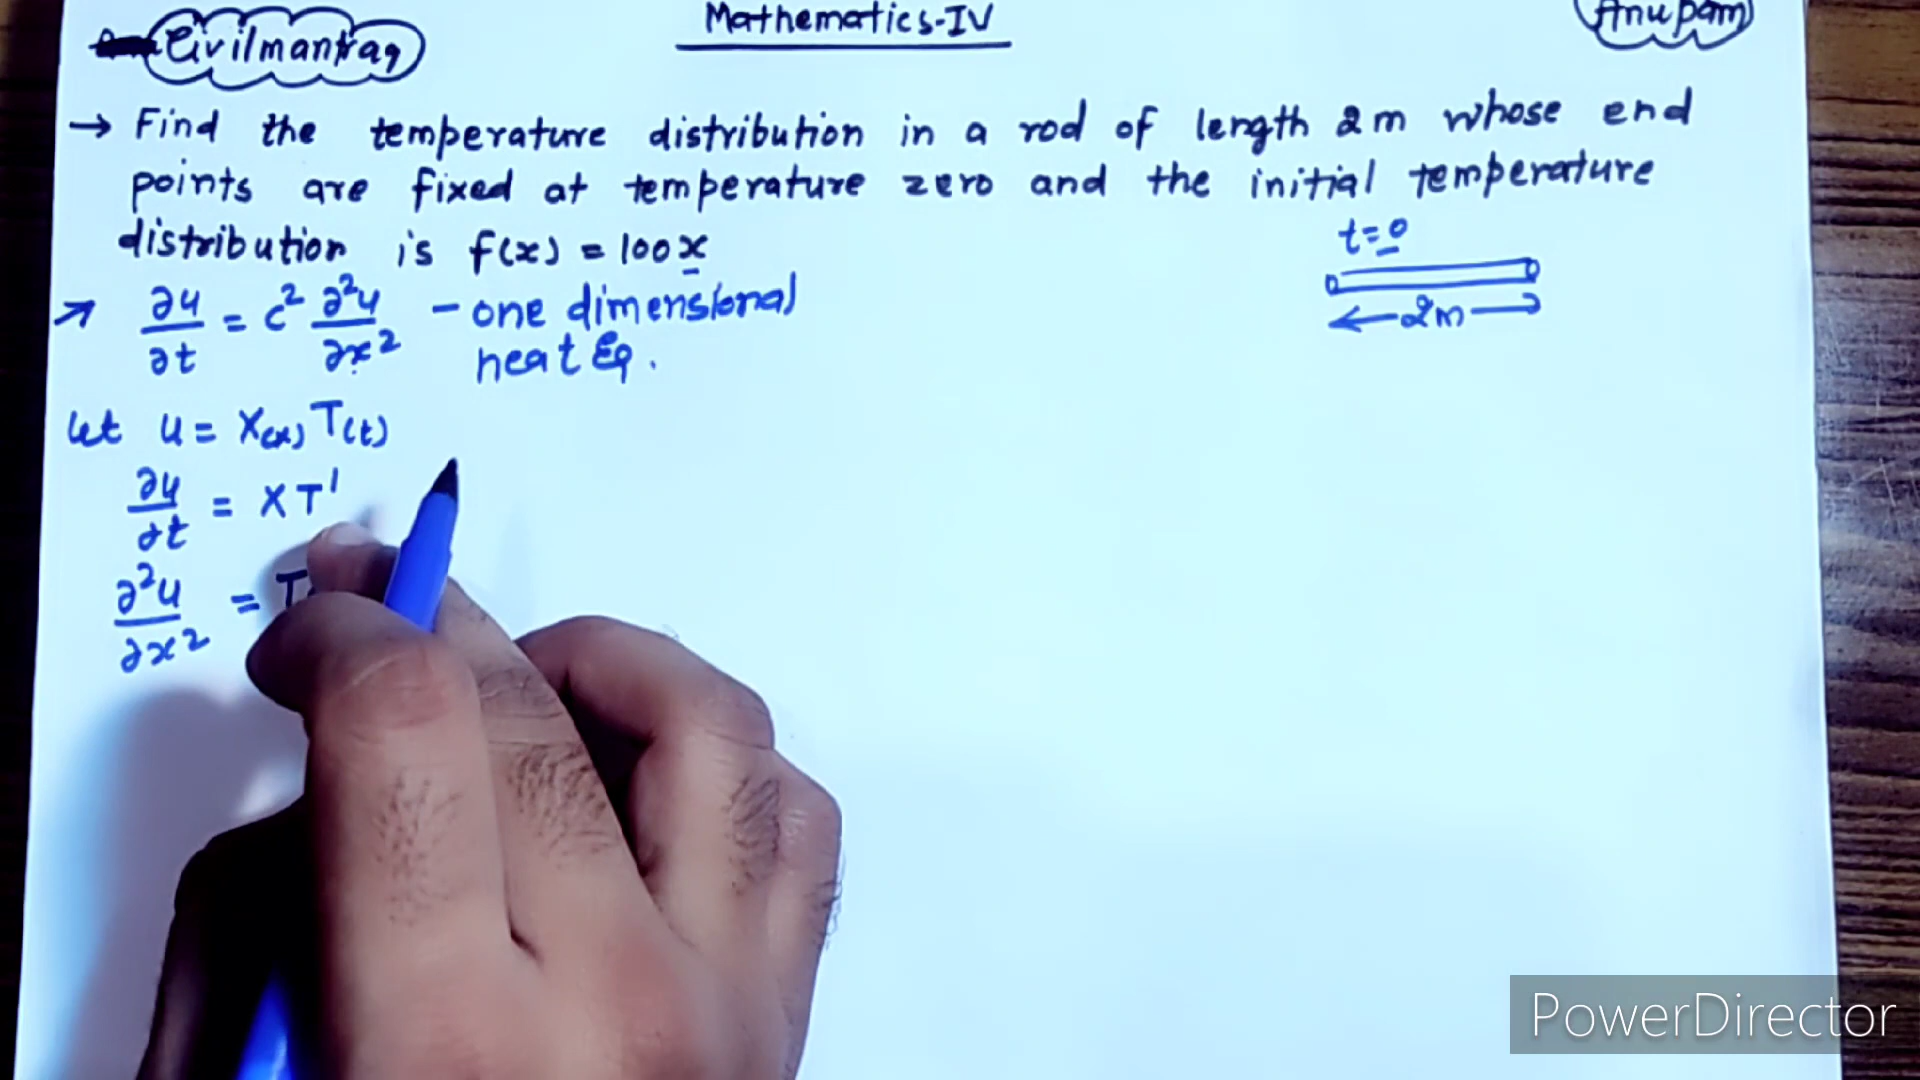 Civilmantraq
Mathematics-IV
Anupam
→ Find the temperature distribution in a rod of length 2m whose end
points are fixed at temperature zero and the initial temperature
distribution is f(x) = 100x
t=0
2m
→ ∂u/∂t = c² ∂²u/∂x² - one dimensional
heat Eq.
let u = X(x) T(t)
∂u/∂t = XT'
∂²u/∂x² = T
PowerDirector